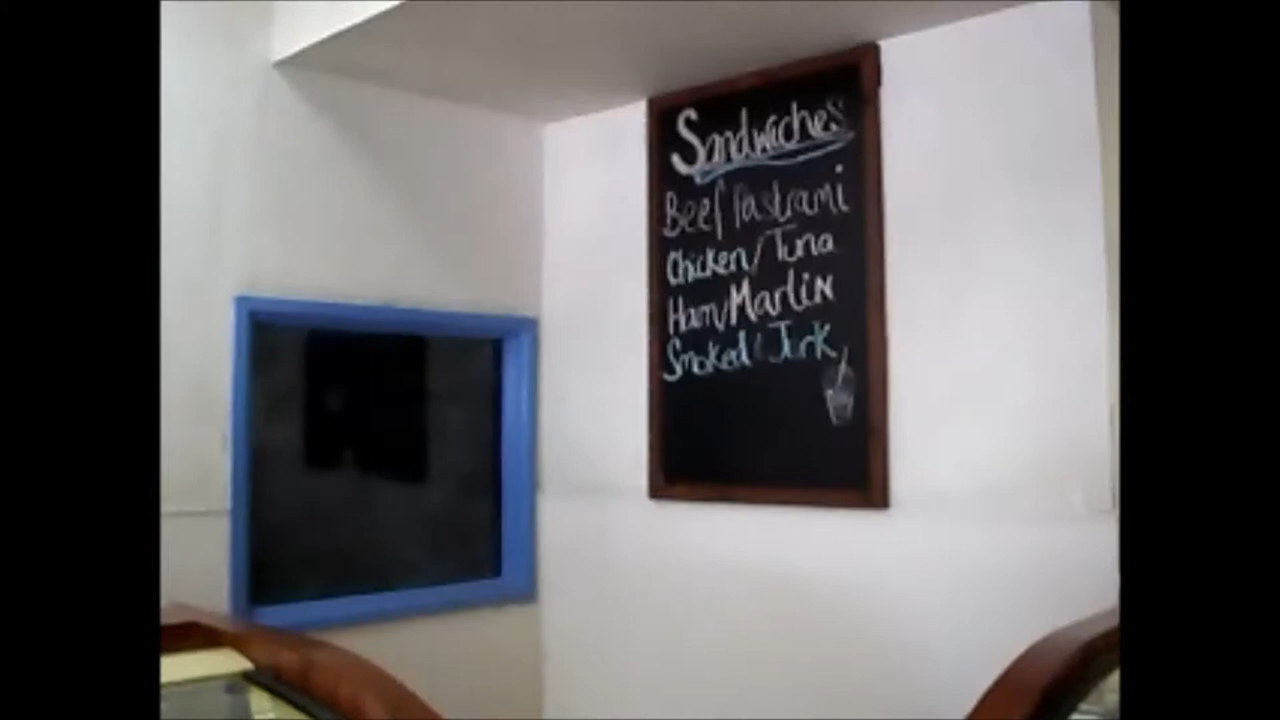 Sandwiches
Beef Pastrami
Chicken/Tuna
Ham/Marlin
Smoked & Jerk